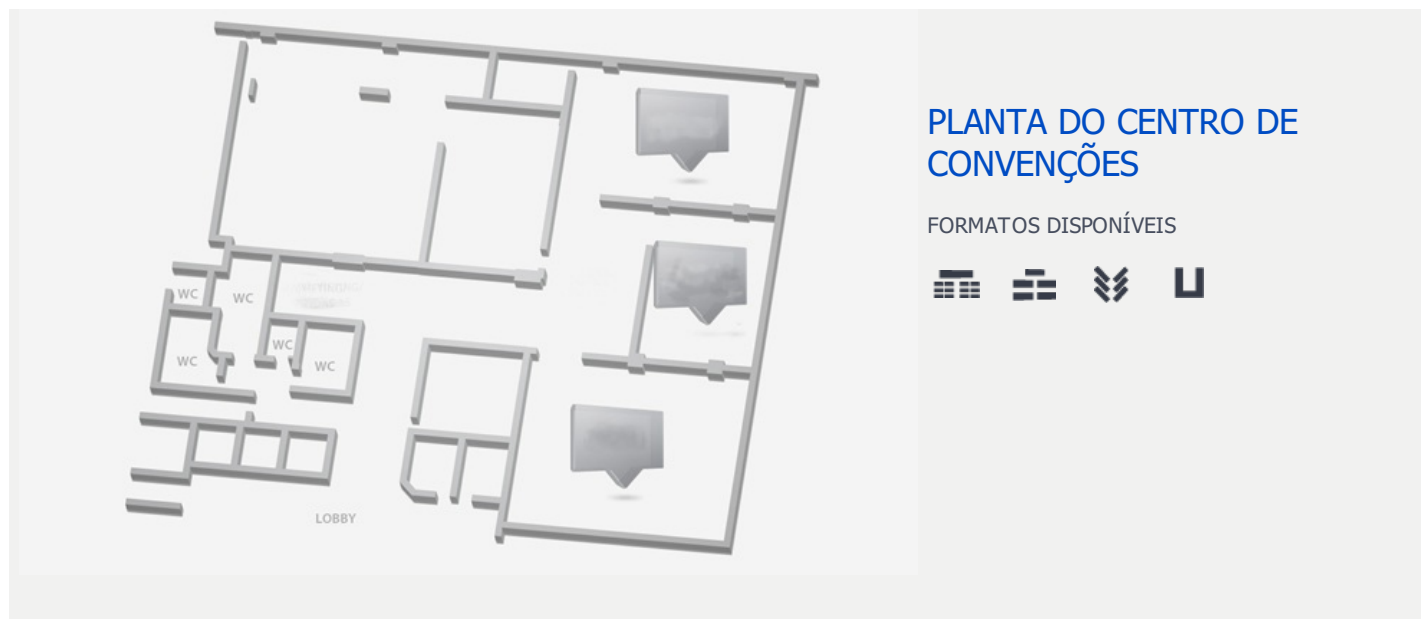 PLANTA DO CENTRO DE
CONVENÇÕES
FORMATOS DISPONÍVEIS
WC
WC
WC
WC
WC
LOBBY